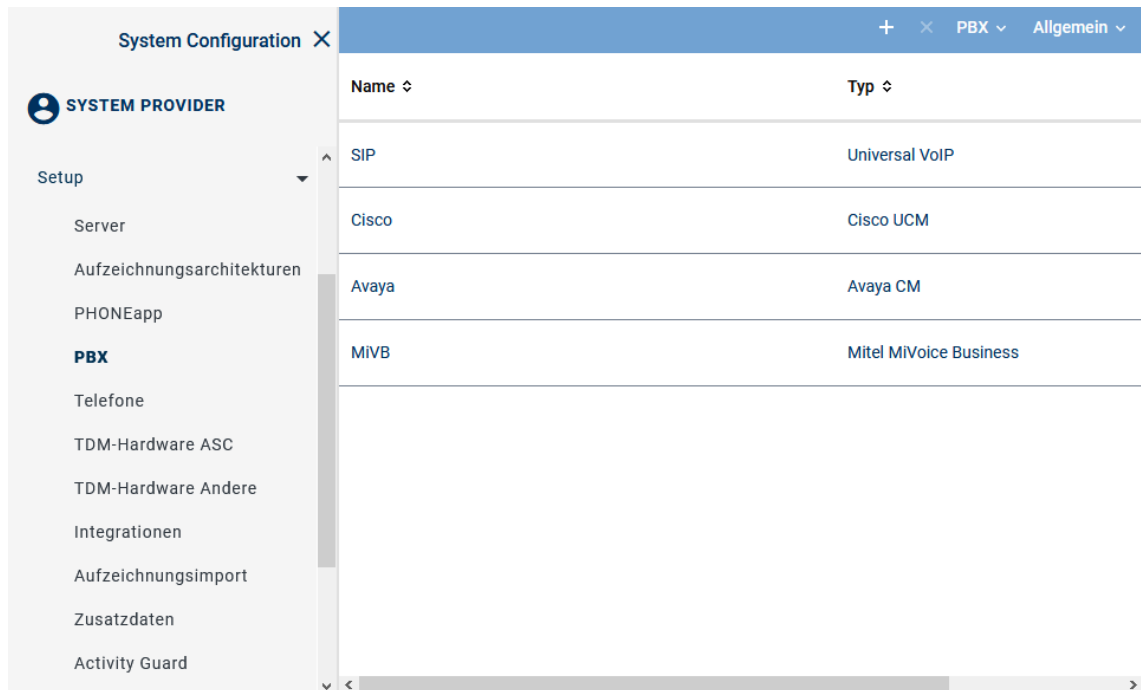 System Configuration
SYSTEM PROVIDER
Setup
Server
Aufzeichnungsarchitekturen
PHONEapp
PBX
Telefone
TDM-Hardware ASC
TDM-Hardware Andere
Integrationen
Aufzeichnungsimport
Zusatzdaten
Activity Guard
PBX Allgemein
Name Typ
SIP Universal VoIP
Cisco Cisco UCM
Avaya Avaya CM
MiVB Mitel MiVoice Business